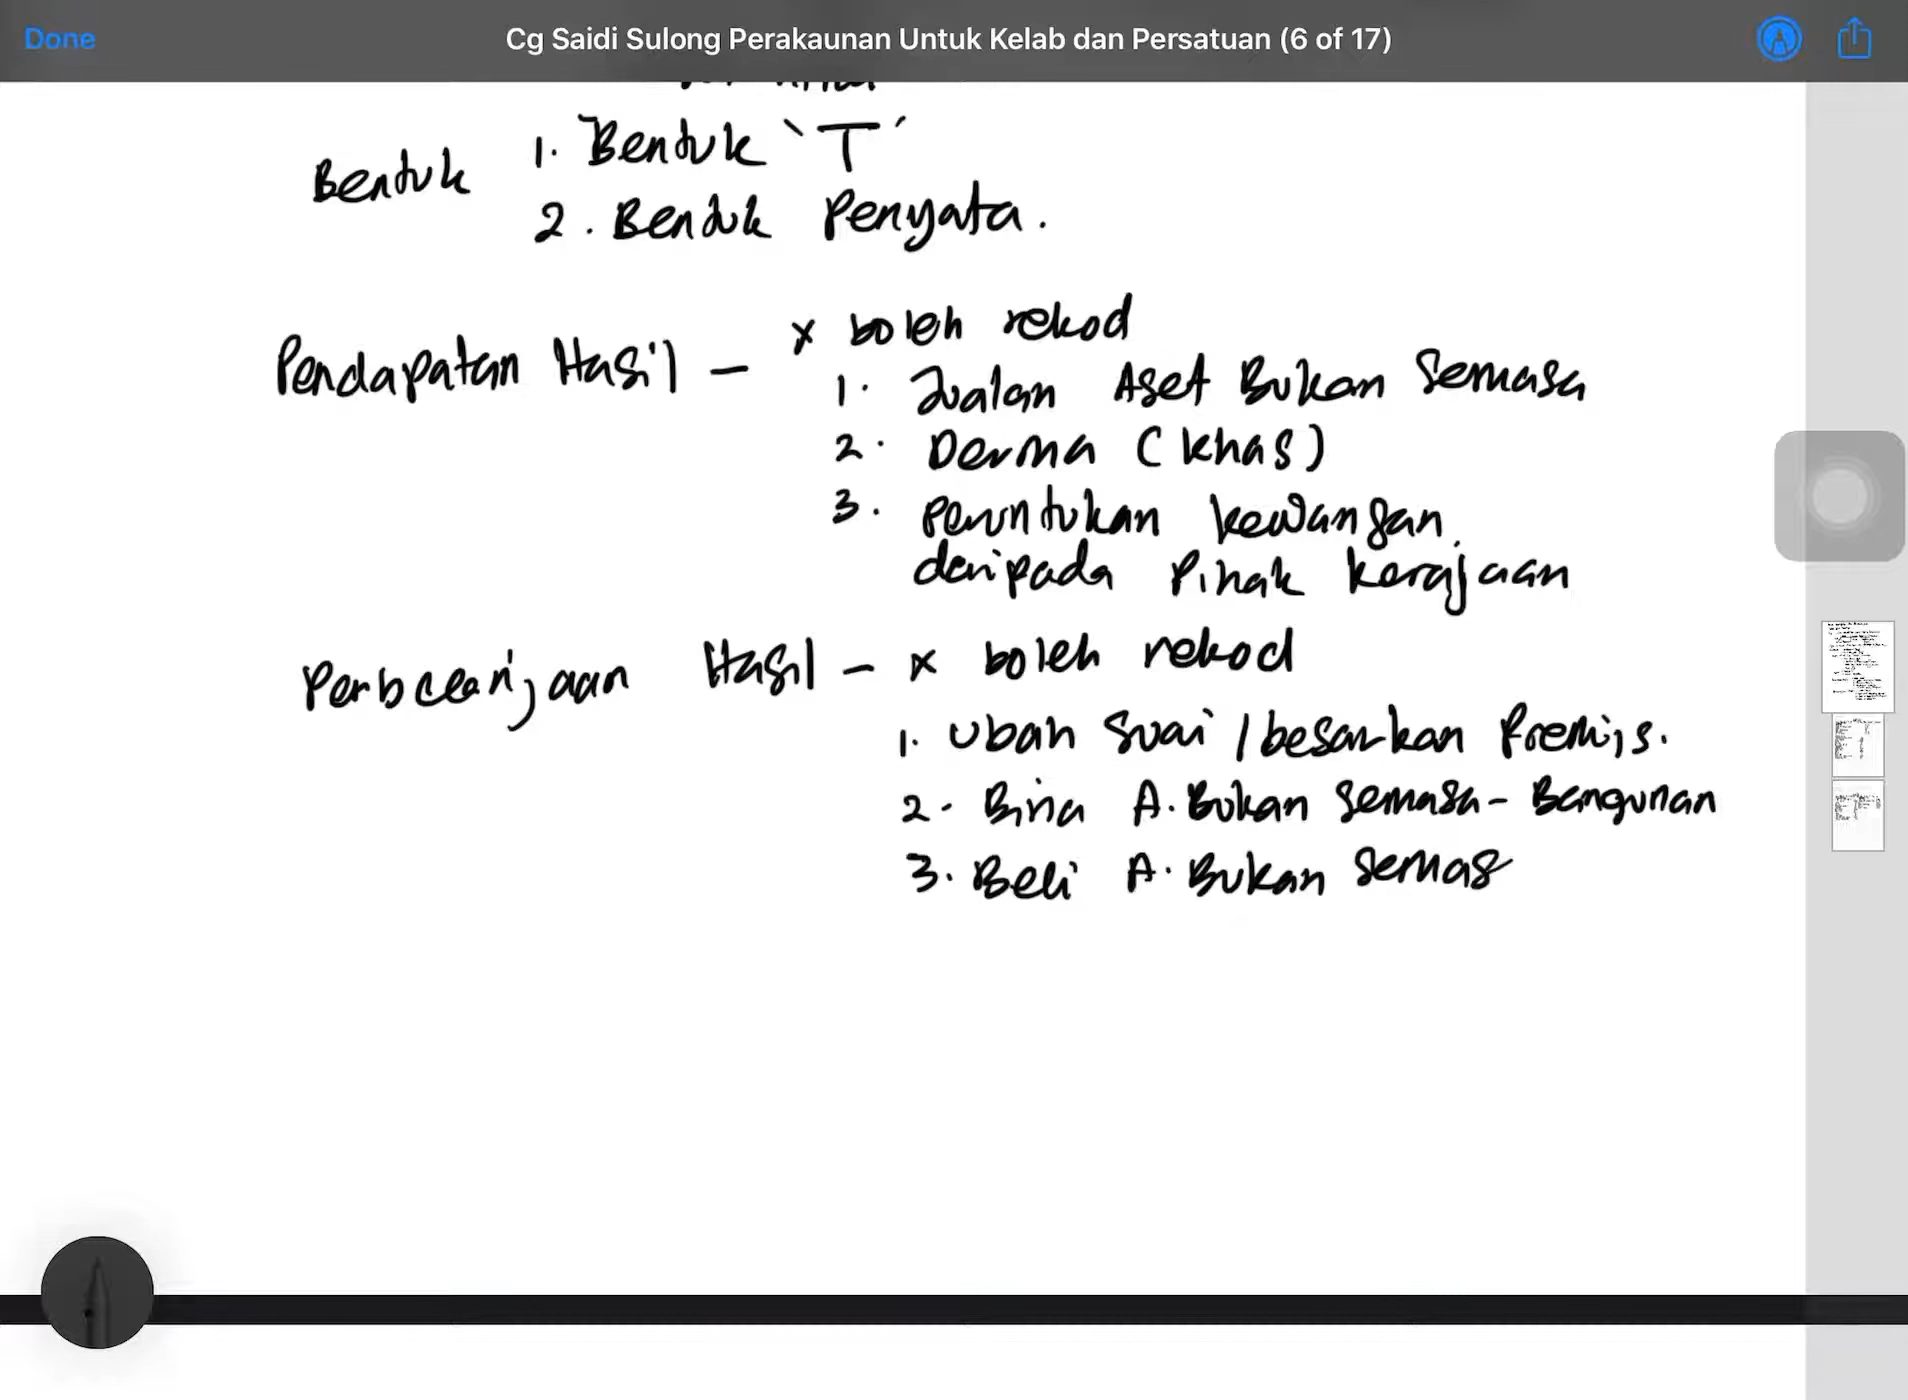 Done
Cg Saidi Sulong Perakaunan Untuk Kelab dan Persatuan (6 of 17)
Bentuk 1. Bentuk 'T'
2. Bentuk Penyata.
Pendapatan Hasil - x boleh rekod
1. Jualan Aset Bukan Semasa
2. Derma (khas)
3. Peruntukan kewangan
daripada Pihak kerajaan
Perbelanjaan Hasil - x boleh rekod
1. Ubah Suai / besarkan Premis.
2. Bina A. Bukan Semasa - Bangunan
3. Beli A. Bukan Semas